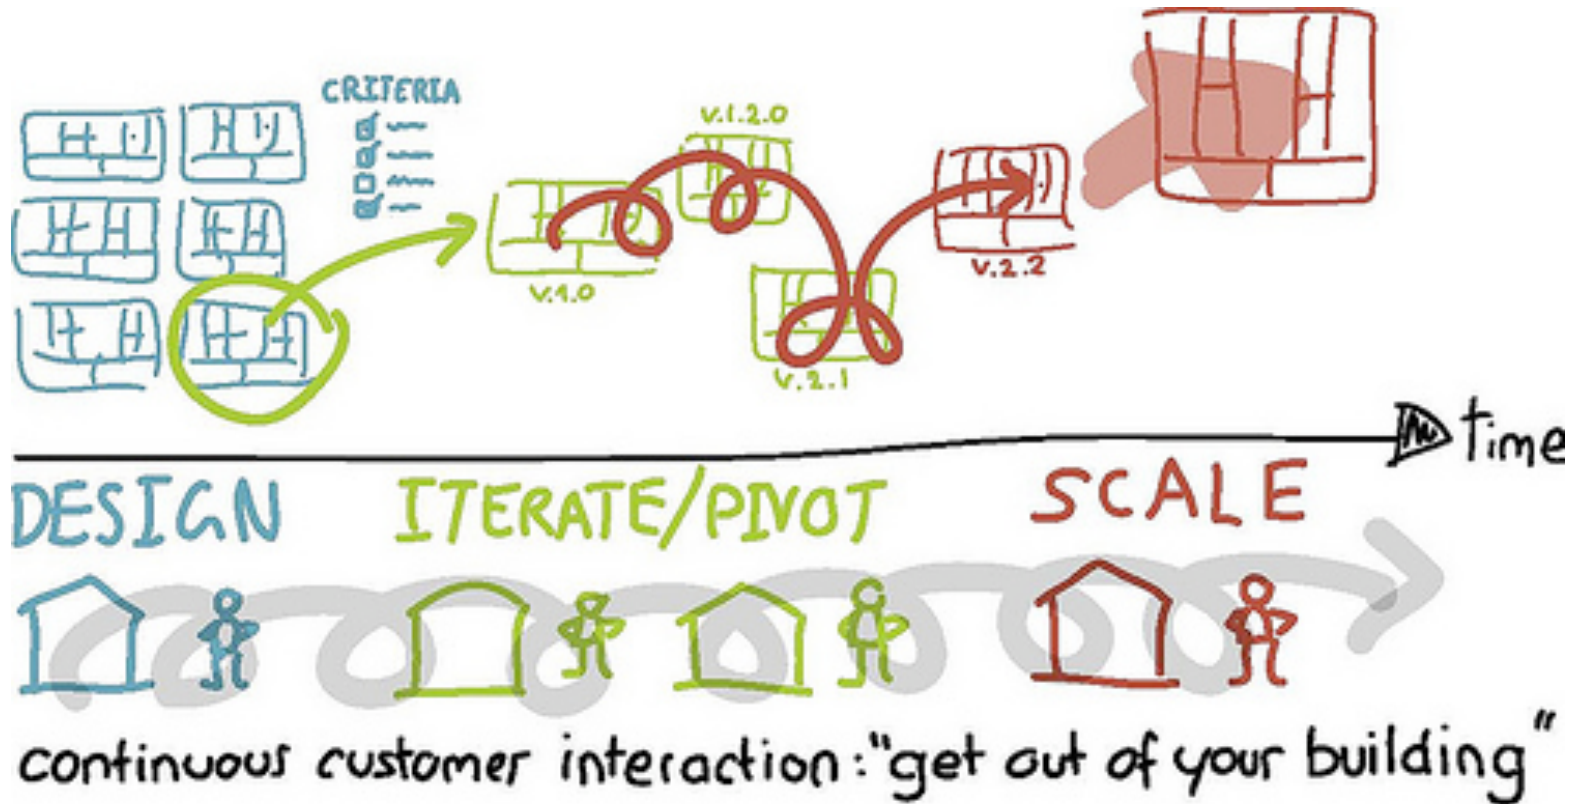 CRITERIA
v.1.0
v.1.2.0
v.2.1
v.2.2
time
DESIGN
ITERATE/PIVOT
SCALE
continuous customer interaction: "get out of your building"